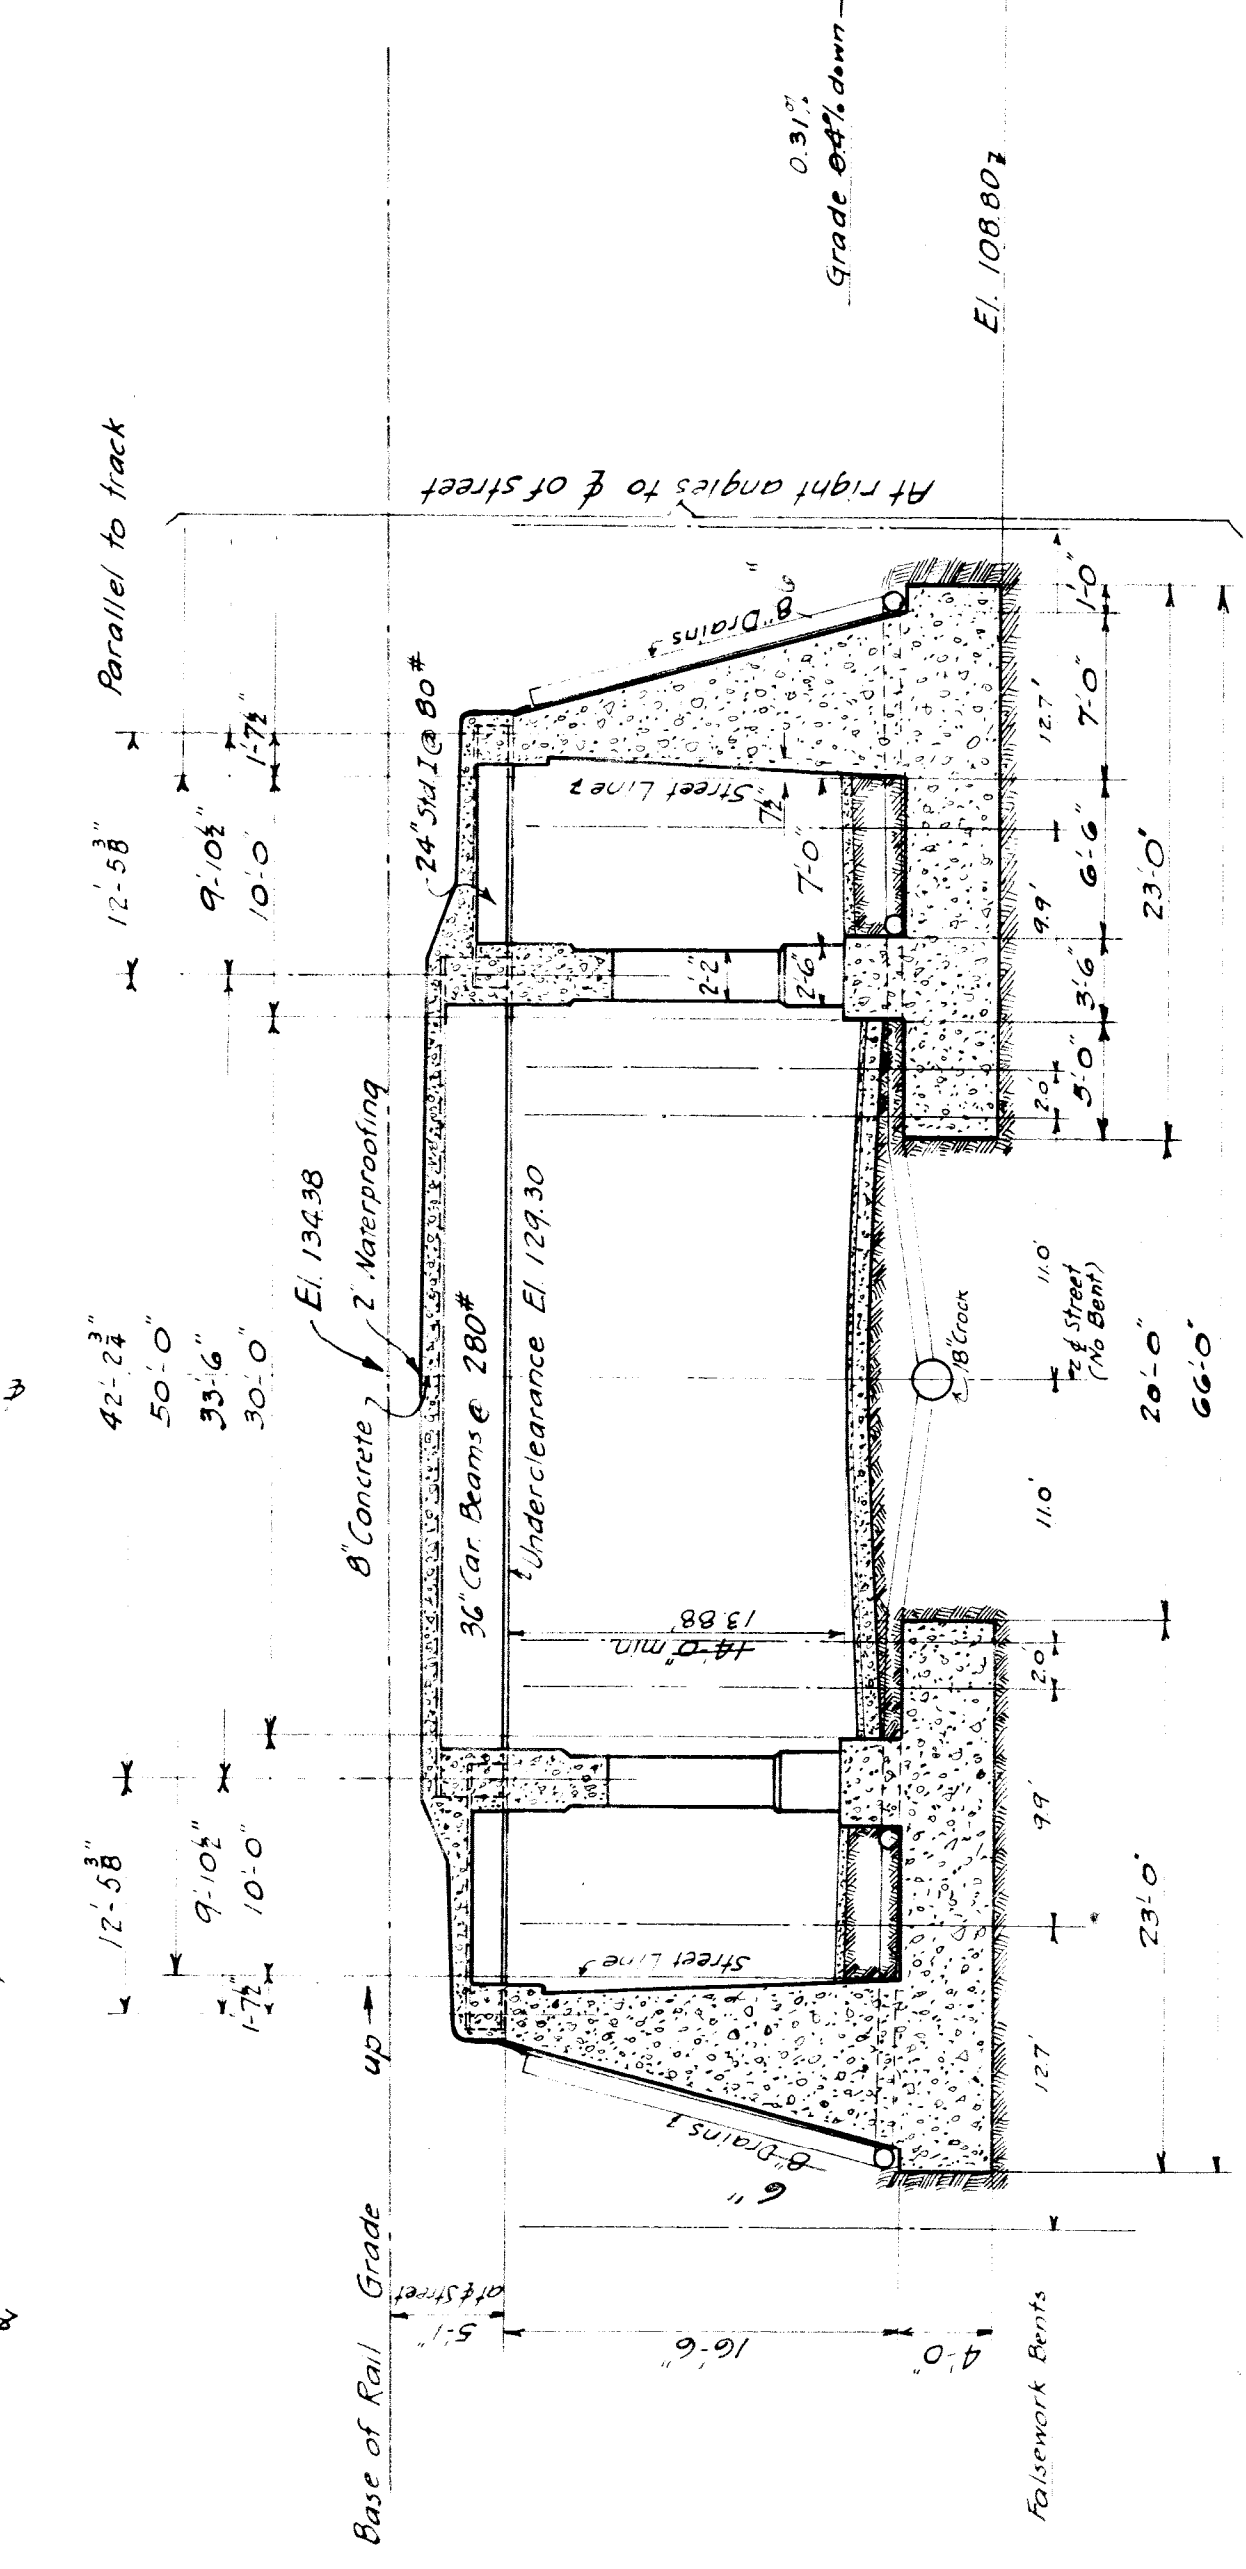 Parallel to track
12'-5 3/8"
42'-2 3/4"
12'-5 3/8"
50'-0"
9'-10 1/2"
33'-6"
9'-10 1/2"
1'-7 1/2"
10'-0"
30'-0"
10'-0
1'-7 1/2"
At right angles to ℄ of street
Base of Rail Grade up →
El. 134.38
8" Concrete
2" Waterproofing
24" Std. I @ 80#
36" Car. Beams @ 280#
Underclearance El. 129.30
5'-1"
at ℄ Street
16'-6"
4'-0"
8" Drains
6"
Street Line
14'-0" min.
13.88'
2'-2"
2'-6"
7'-0"
7 1/2"
Street Line
8" Drains
6"
0.31%
Grade 0.4% down
El. 108.80
18" Crock
Falsework Bents
12.7'
9.9'
2.0'
11.0'
℄ Street
(No Bent)
11.0'
2.0'
9.9'
12.7'
5'-0"
3'-6"
6'-6"
7'-0"
1'-0"
23'-0"
20'-0"
23'-0"
66'-0"